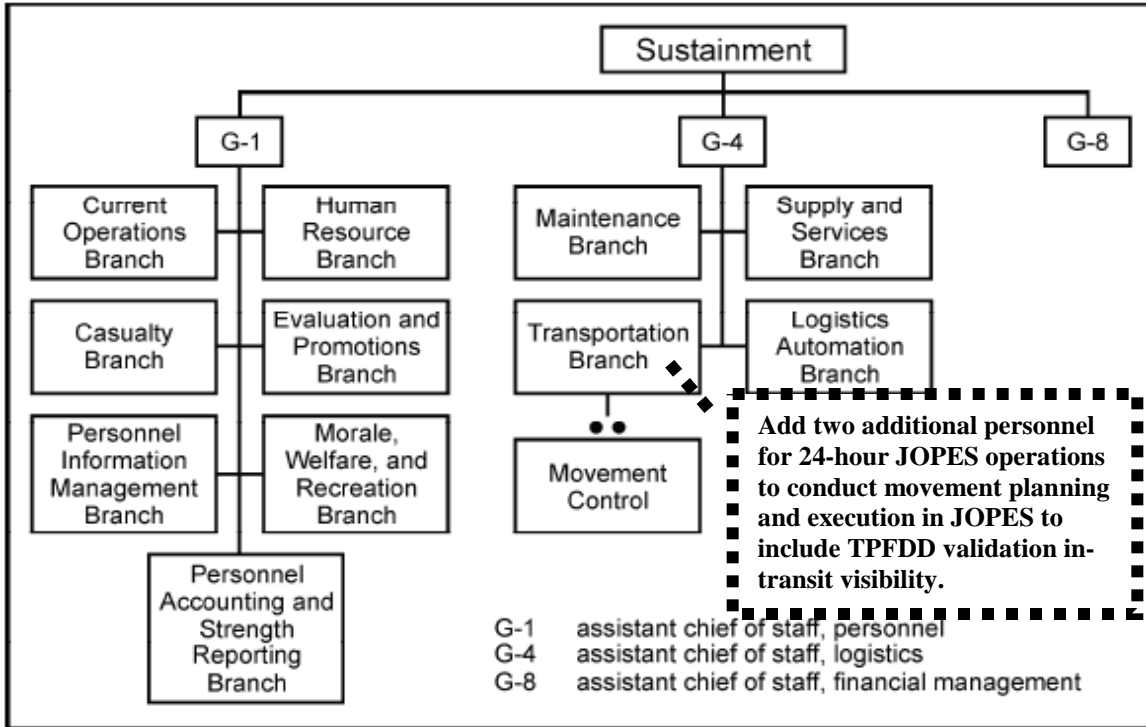 Sustainment
G-1
G-4
G-8
Current
Operations
Branch
Human
Resource
Branch
Maintenance
Branch
Supply and
Services
Branch
Casualty
Branch
Evaluation and
Promotions
Branch
Transportation
Branch
Logistics
Automation
Branch
Personnel
Information
Management
Branch
Morale,
Welfare, and
Recreation
Branch
Movement
Control
Add two additional personnel
for 24-hour JOPES operations
to conduct movement planning
and execution in JOPES to
include TPFDD validation in-
transit visibility.
Personnel
Accounting and
Strength
Reporting
Branch
G-1 assistant chief of staff, personnel
G-4 assistant chief of staff, logistics
G-8 assistant chief of staff, financial management